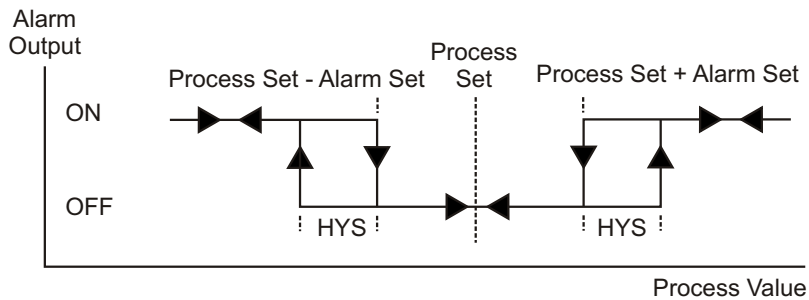 Alarm
Output
Process Set - Alarm Set
Process
Set
Process Set + Alarm Set
ON
OFF
HYS
HYS
Process Value